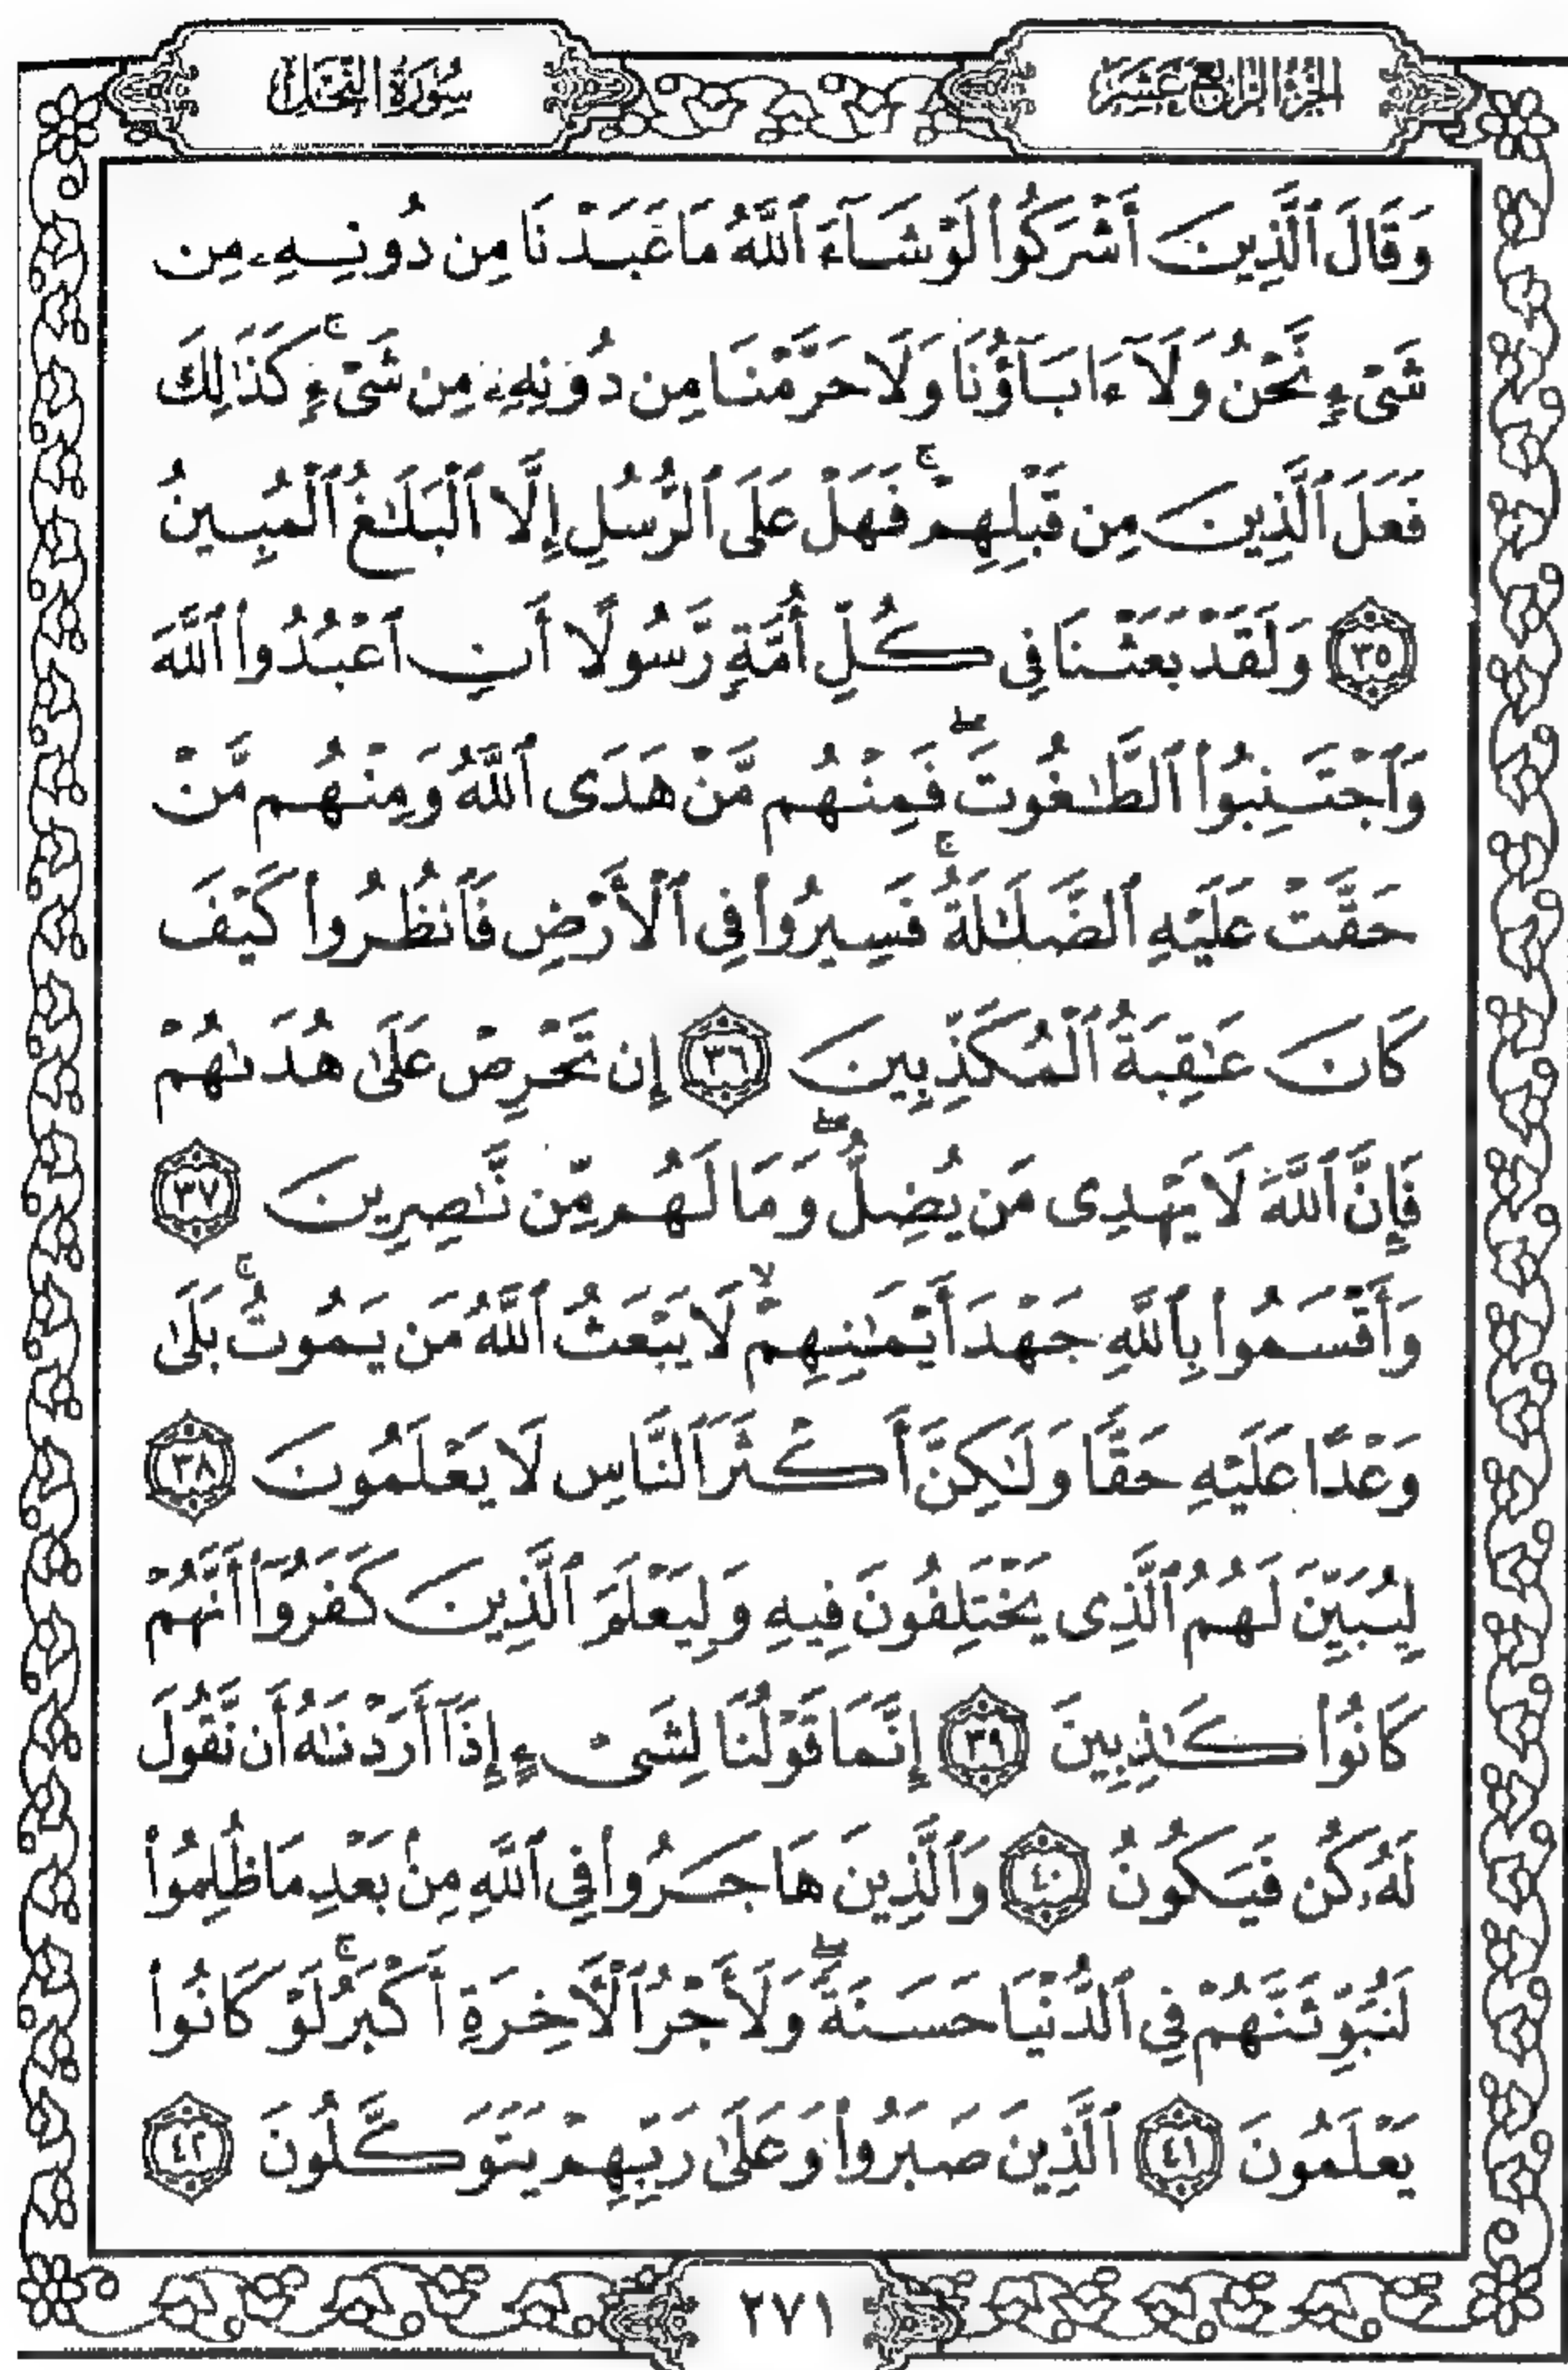 الجزء الرابع عشر
سورة النحل
وَقَالَ ٱلَّذِينَ أَشْرَكُوا۟ لَوْ شَآءَ ٱللَّهُ مَا عَبَدْنَا مِن دُونِهِۦ مِن
شَىْءٍ نَّحْنُ وَلَآ ءَابَآؤُنَا وَلَا حَرَّمْنَا مِن دُونِهِۦ مِن شَىْءٍ ۚ كَذَٰلِكَ
فَعَلَ ٱلَّذِينَ مِن قَبْلِهِمْ ۚ فَهَلْ عَلَى ٱلرُّسُلِ إِلَّا ٱلْبَلَـٰغُ ٱلْمُبِينُ
٣٥ وَلَقَدْ بَعَثْنَا فِى كُلِّ أُمَّةٍ رَّسُولًا أَنِ ٱعْبُدُوا۟ ٱللَّهَ
وَٱجْتَنِبُوا۟ ٱلطَّـٰغُوتَ ۖ فَمِنْهُم مَّنْ هَدَى ٱللَّهُ وَمِنْهُم مَّنْ
حَقَّتْ عَلَيْهِ ٱلضَّلَـٰلَةُ ۚ فَسِيرُوا۟ فِى ٱلْأَرْضِ فَٱنظُرُوا۟ كَيْفَ
كَانَ عَـٰقِبَةُ ٱلْمُكَذِّبِينَ ٣٦ إِن تَحْرِصْ عَلَىٰ هُدَىٰهُمْ
فَإِنَّ ٱللَّهَ لَا يَهْدِى مَن يُضِلُّ ۖ وَمَا لَهُم مِّن نَّـٰصِرِينَ ٣٧
وَأَقْسَمُوا۟ بِٱللَّهِ جَهْدَ أَيْمَـٰنِهِمْ ۙ لَا يَبْعَثُ ٱللَّهُ مَن يَمُوتُ ۚ بَلَىٰ
وَعْدًا عَلَيْهِ حَقًّا وَلَـٰكِنَّ أَكْثَرَ ٱلنَّاسِ لَا يَعْلَمُونَ ٣٨
لِيُبَيِّنَ لَهُمُ ٱلَّذِى يَخْتَلِفُونَ فِيهِ وَلِيَعْلَمَ ٱلَّذِينَ كَفَرُوٓا۟ أَنَّهُمْ
كَانُوا۟ كَـٰذِبِينَ ٣٩ إِنَّمَا قَوْلُنَا لِشَىْءٍ إِذَآ أَرَدْنَـٰهُ أَن نَّقُولَ
لَهُۥ كُن فَيَكُونُ ٤٠ وَٱلَّذِينَ هَاجَرُوا۟ فِى ٱللَّهِ مِنۢ بَعْدِ مَا ظُلِمُوا۟
لَنُبَوِّئَنَّهُمْ فِى ٱلدُّنْيَا حَسَنَةً ۖ وَلَأَجْرُ ٱلْـَٔاخِرَةِ أَكْبَرُ ۚ لَوْ كَانُوا۟
يَعْلَمُونَ ٤١ ٱلَّذِينَ صَبَرُوا۟ وَعَلَىٰ رَبِّهِمْ يَتَوَكَّلُونَ ٤٢
٢٧١